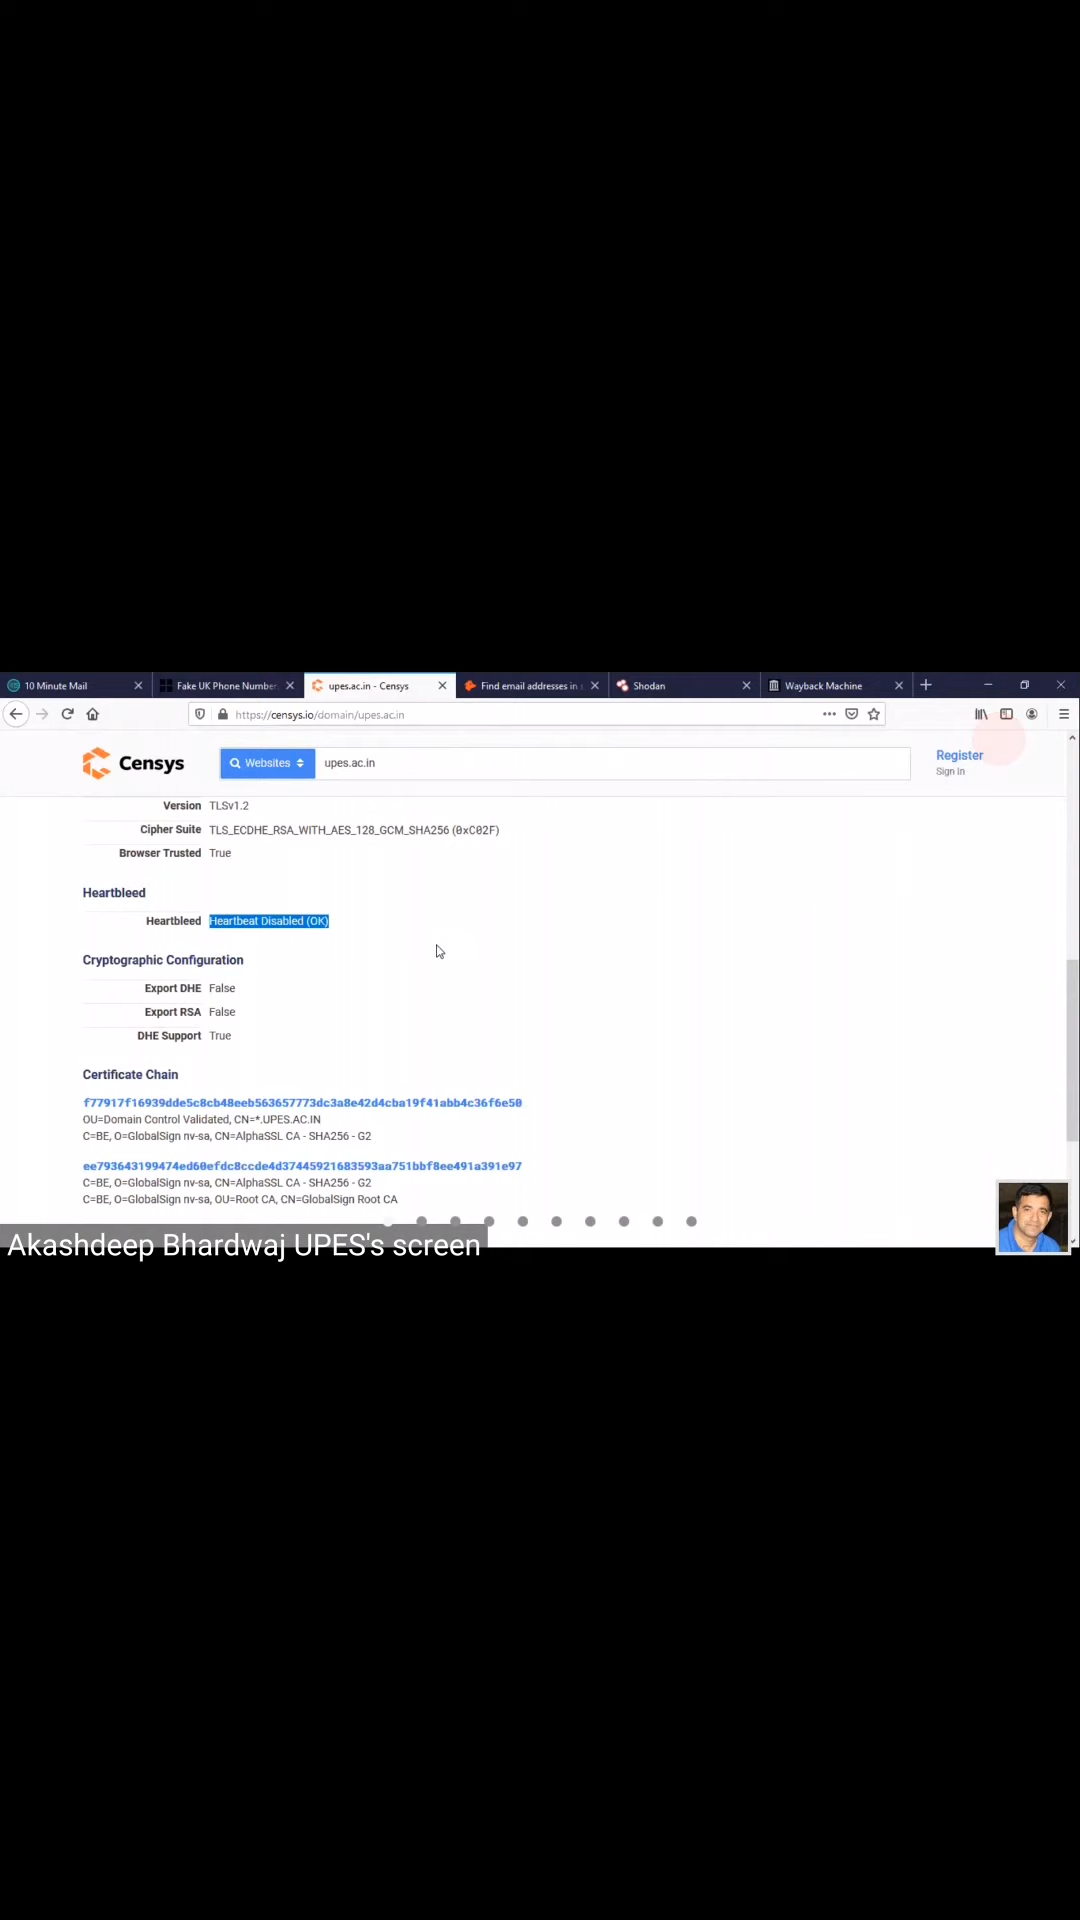 10 Minute Mail
Fake UK Phone Number
upes.ac.in - Censys
Find email addresses in
Shodan
Wayback Machine
https://censys.io/domain/upes.ac.in
Censys
Websites
upes.ac.in
Register
Sign In
Version TLSv1.2
Cipher Suite TLS_ECDHE_RSA_WITH_AES_128_GCM_SHA256 (0xC02F)
Browser Trusted True
Heartbleed
Heartbleed Heartbeat Disabled (OK)
Cryptographic Configuration
Export DHE False
Export RSA False
DHE Support True
Certificate Chain
f77917f16939dde5c8cb48eeb563657773dc3a8e42d4cba19f41abb4c36f6e50
OU=Domain Control Validated, CN=*.UPES.AC.IN
C=BE, O=GlobalSign nv-sa, CN=AlphaSSL CA - SHA256 - G2
ee793643199474ed60efdc8ccde4d37445921683593aa751bbf8ee491a391e97
C=BE, O=GlobalSign nv-sa, CN=AlphaSSL CA - SHA256 - G2
C=BE, O=GlobalSign nv-sa, OU=Root CA, CN=GlobalSign Root CA
Akashdeep Bhardwaj UPES's screen